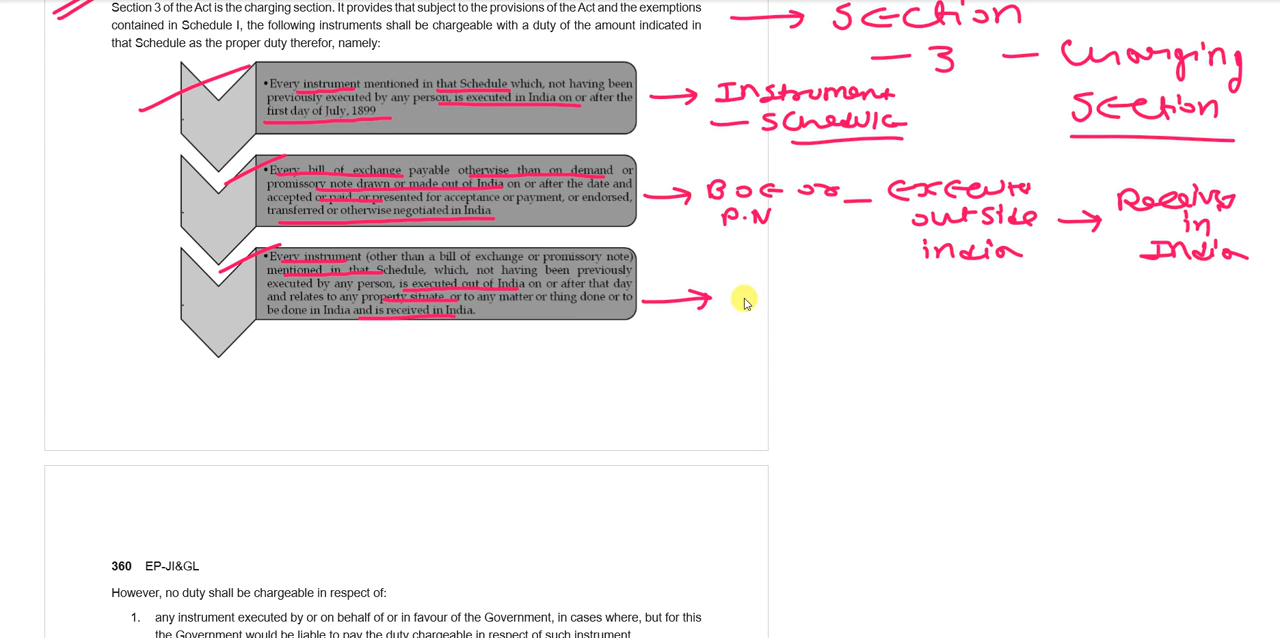 Section 3 of the Act is the charging section. It provides that subject to the provisions of the Act and the exemptions
contained in Schedule I, the following instruments shall be chargeable with a duty of the amount indicated in
that Schedule as the proper duty therefor, namely:
→ Section
– 3 – Charging
Section
•Every instrument mentioned in that Schedule which, not having been
previously executed by any person, is executed in India on or after the
first day of July, 1899
→ Instrument
– Schedule
•Every bill of exchange payable otherwise than on demand or
promissory note drawn or made out of India on or after the date and
accepted or paid, or presented for acceptance or payment, or endorsed,
transferred or otherwise negotiated in India
→ BOE or – execute → Receives
P.N outside in
india India
•Every instrument (other than a bill of exchange or promissory note)
mentioned in that Schedule, which, not having been previously
executed by any person, is executed out of India on or after that day
and relates to any property situate, or to any matter or thing done or to
be done in India and is received in India.
360 EP-JI&GL
However, no duty shall be chargeable in respect of:
1. any instrument executed by or on behalf of or in favour of the Government, in cases where, but for this
the Government would be liable to pay the duty chargeable in respect of such instrument